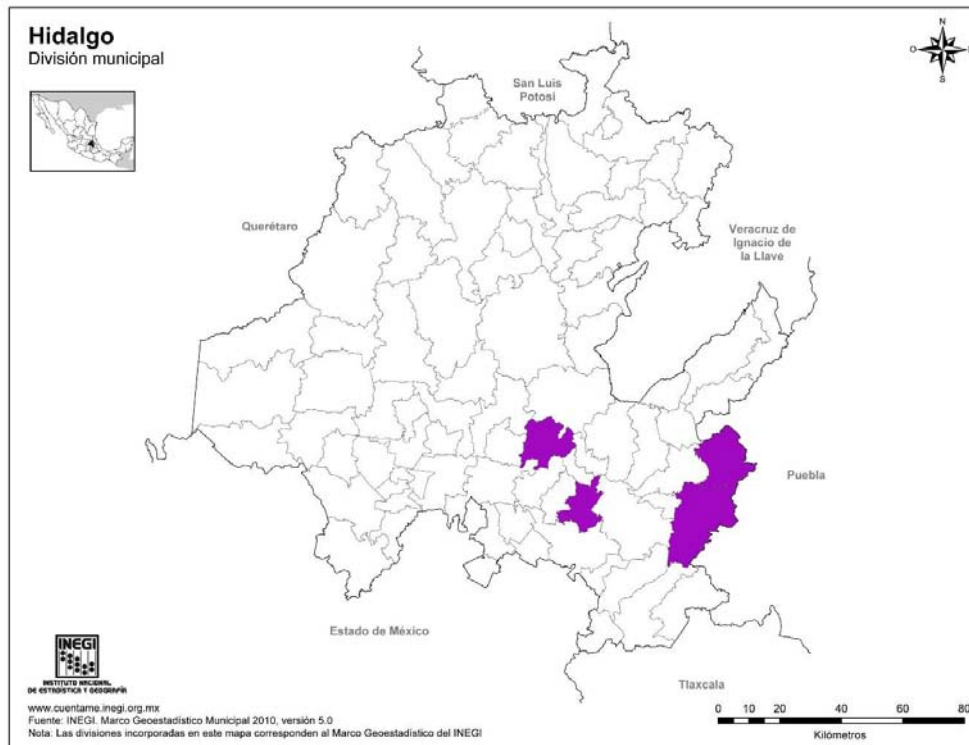 Hidalgo
División municipal
N
O
E
S
San Luis
Potosí
Querétaro
Veracruz de
Ignacio de
la Llave
Puebla
Estado de México
Tlaxcala
INEGI
INSTITUTO NACIONAL
DE ESTADÍSTICA Y GEOGRAFÍA
www.cuentame.inegi.org.mx
Fuente: INEGI. Marco Geoestadístico Municipal 2010, versión 5.0
Nota: Las divisiones incorporadas en este mapa corresponden al Marco Geoestadístico del INEGI
0 20 40 60 80
Kilómetros